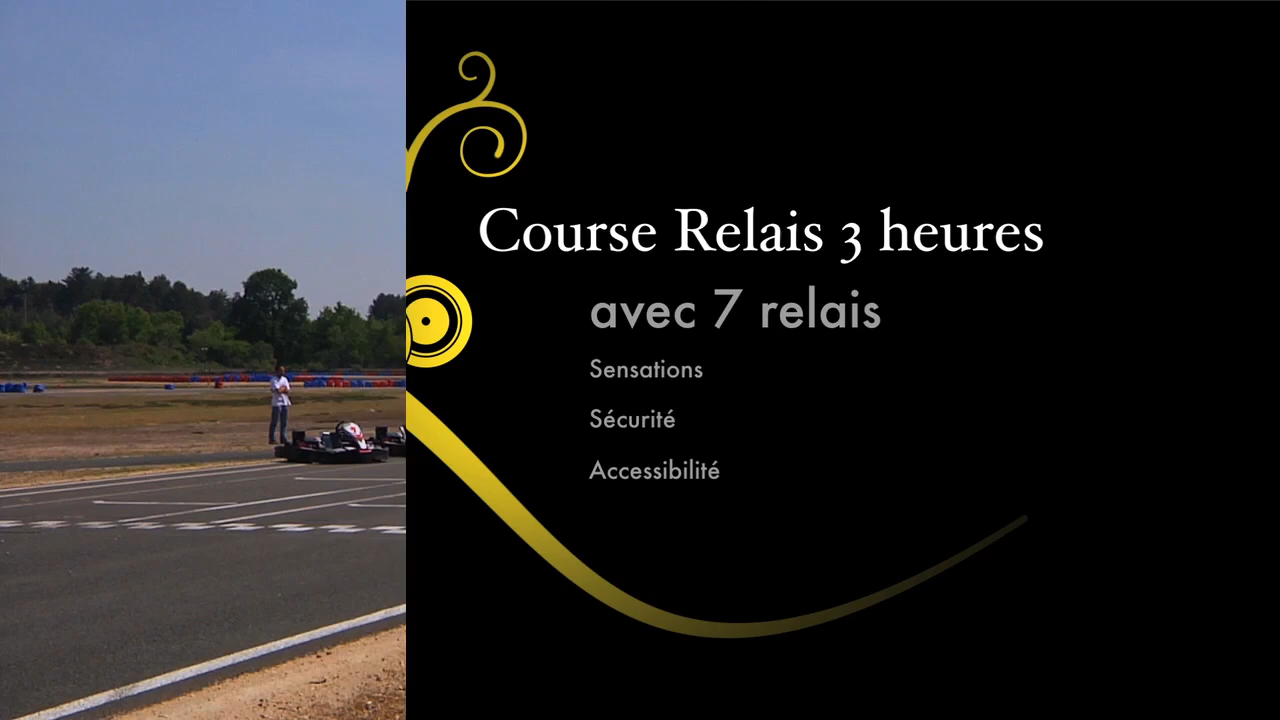 Course Relais 3 heures
avec 7 relais
Sensations
Sécurité
Accessibilité